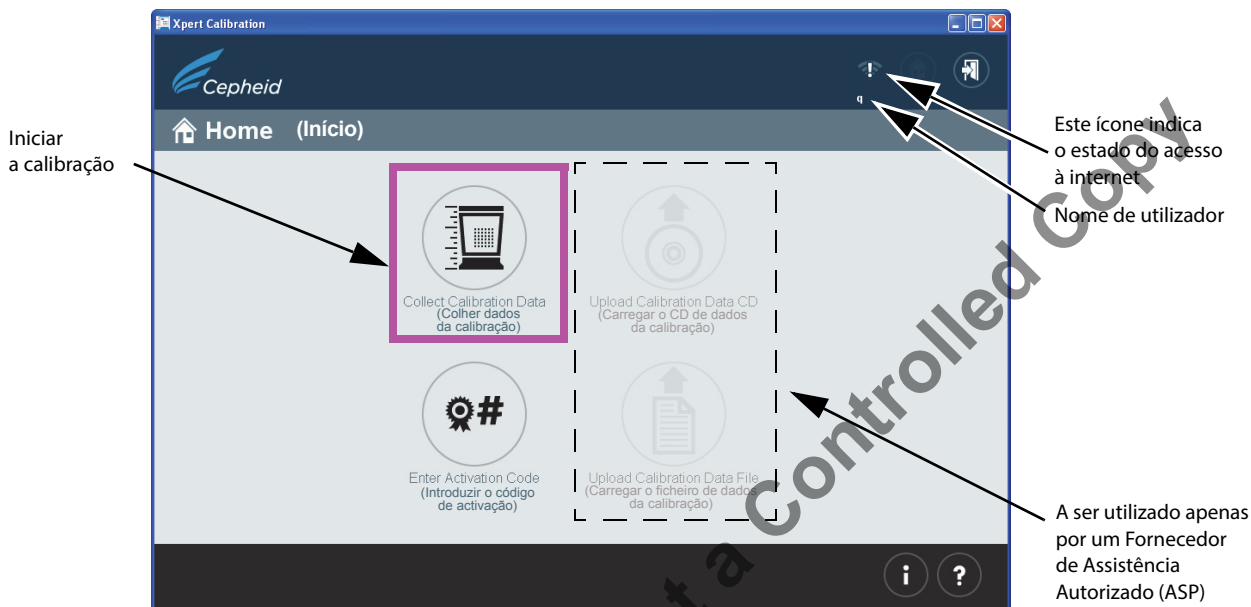 Xpert Calibration
Cepheid
q
Home (Início)
Iniciar
a calibração
Este ícone indica
o estado do acesso
à internet
Nome de utilizador
Collect Calibration Data
(Colher dados
da calibração)
Upload Calibration Data CD
(Carregar o CD de dados
da calibração)
#
Enter Activation Code
(Introduzir o código
de activação)
Upload Calibration Data File
(Carregar o ficheiro de dados
da calibração)
A ser utilizado apenas
por um Fornecedor
de Assistência
Autorizado (ASP)
i ?
t a Controlled Copy